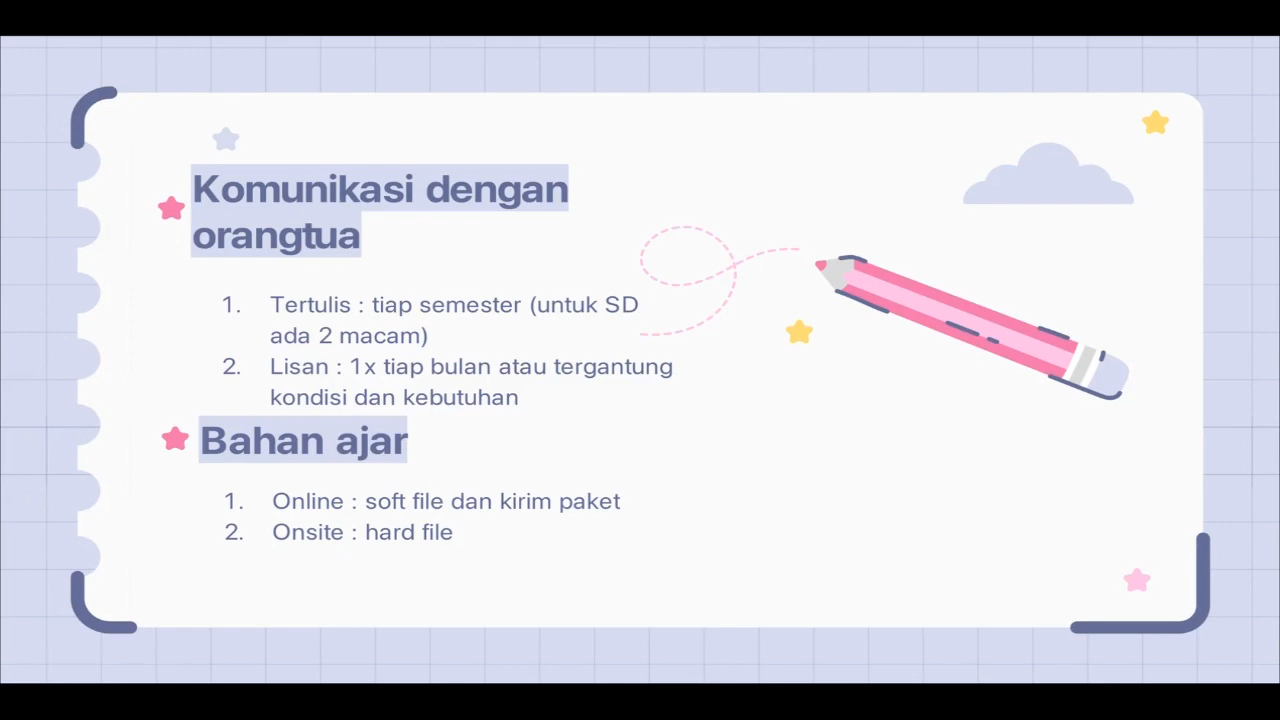 Komunikasi dengan
orangtua
1. Tertulis : tiap semester (untuk SD
ada 2 macam)
2. Lisan : 1x tiap bulan atau tergantung
kondisi dan kebutuhan
Bahan ajar
1. Online : soft file dan kirim paket
2. Onsite : hard file